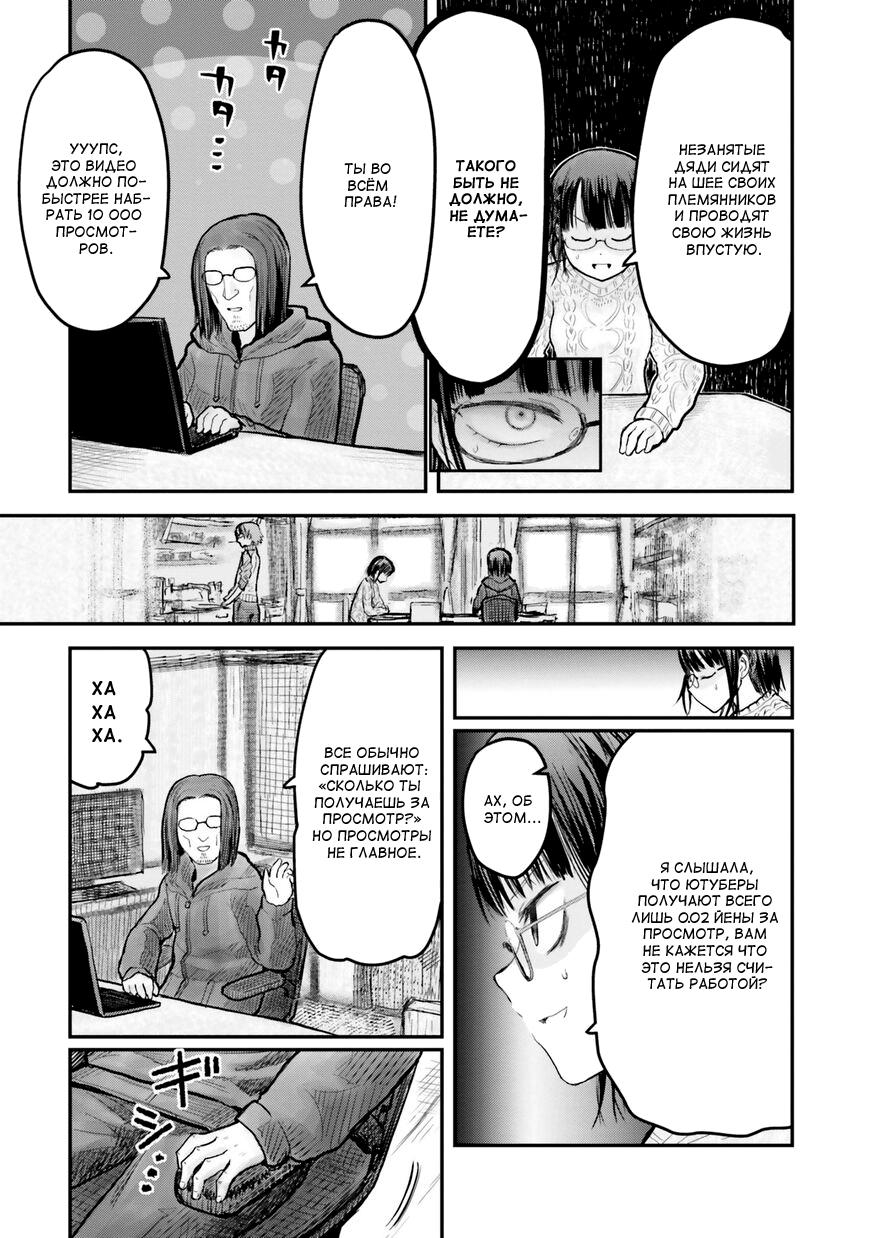 НЕЗАНЯТЫЕ
ДЯДИ СИДЯТ
НА ШЕЕ СВОИХ
ПЛЕМЯННИКОВ
И ПРОВОДЯТ
СВОЮ ЖИЗНЬ
ВПУСТУЮ.
ТАКОГО
БЫТЬ НЕ
ДОЛЖНО,
НЕ ДУМА-
ЕТЕ?
ТЫ ВО
ВСЁМ
ПРАВА!
カタ
カタ…
УУУПС,
ЭТО ВИДЕО
ДОЛЖНО ПО-
БЫСТРЕЕ НАБ-
РАТЬ 10 000
ПРОСМОТ-
РОВ.
АХ, ОБ
ЭТОМ...
Я СЛЫШАЛА,
ЧТО ЮТУБЕРЫ
ПОЛУЧАЮТ ВСЕГО
ЛИШЬ 0.02 ЙЕНЫ ЗА
ПРОСМОТР, ВАМ
НЕ КАЖЕТСЯ ЧТО
ЭТО НЕЛЬЗЯ СЧИ-
ТАТЬ РАБОТОЙ?
ВСЕ ОБЫЧНО
СПРАШИВАЮТ:
«СКОЛЬКО ТЫ
ПОЛУЧАЕШЬ ЗА
ПРОСМОТР?»
НО ПРОСМОТРЫ
НЕ ГЛАВНОЕ.
ХА
ХА
ХА.
ギシ…